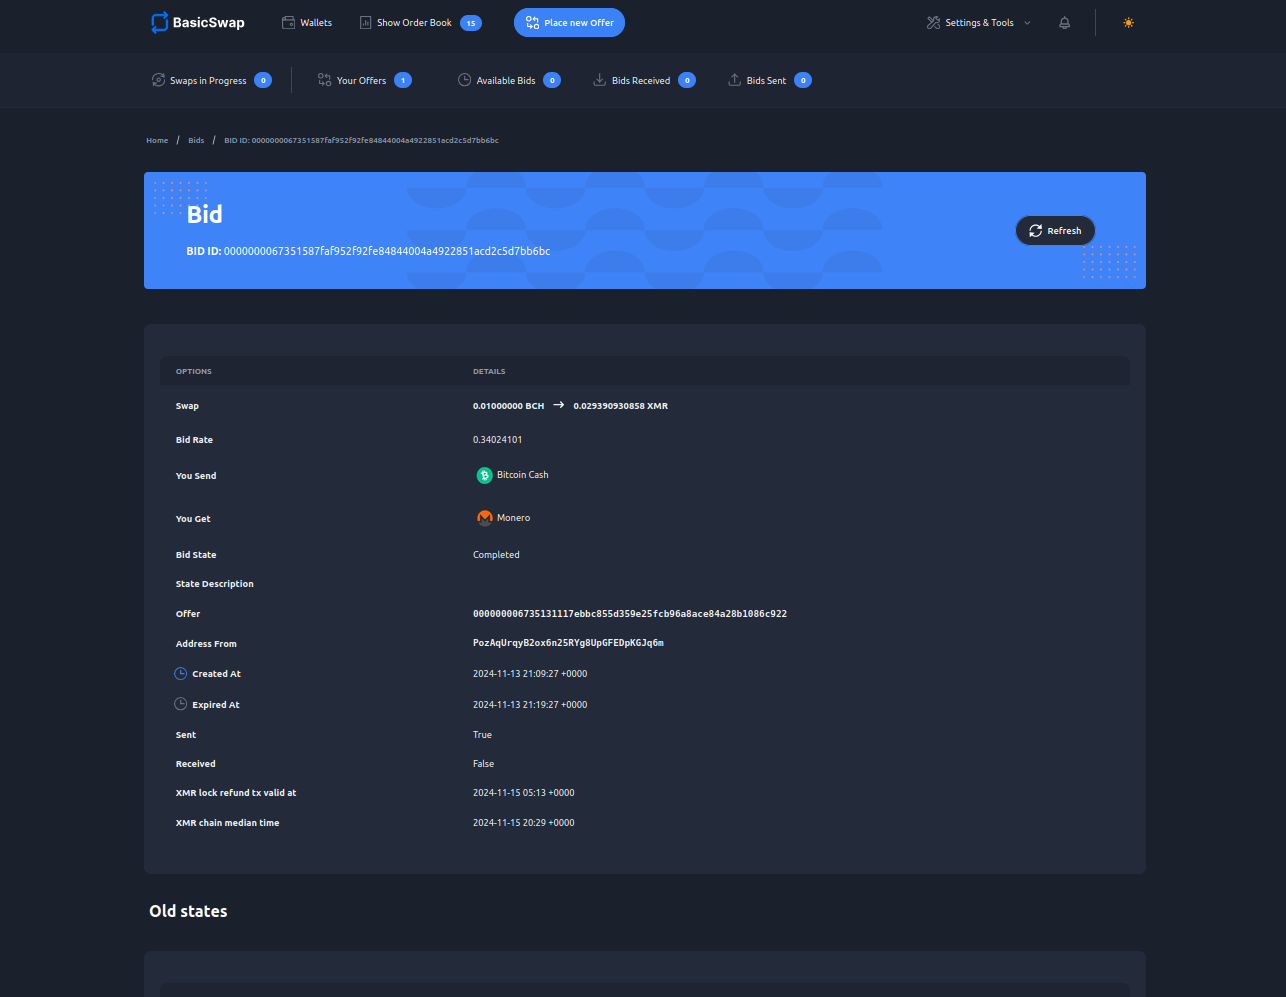 BasicSwap Wallets Show Order Book 15 Place new Offer Settings & Tools
Swaps in Progress 0 Your Offers 1 Available Bids 0 Bids Received 0 Bids Sent 0
Home / Bids / BID ID: 0000000067351587faf952f92fe84844004a4922851acd2c5d7bb6bc
Bid
BID ID: 0000000067351587faf952f92fe84844004a4922851acd2c5d7bb6bc
Refresh
OPTIONS DETAILS
Swap 0.01000000 BCH → 0.029390930858 XMR
Bid Rate 0.34024101
You Send Bitcoin Cash
You Get Monero
Bid State Completed
State Description
Offer 000000006735131117ebbc855d359e25fcb96a8ace84a28b1086c922
Address From PozAqUrqyB2ox6n25RYg8UpGFEDpKGJq6m
Created At 2024-11-13 21:09:27 +0000
Expired At 2024-11-13 21:19:27 +0000
Sent True
Received False
XMR lock refund tx valid at 2024-11-15 05:13 +0000
XMR chain median time 2024-11-15 20:29 +0000
Old states